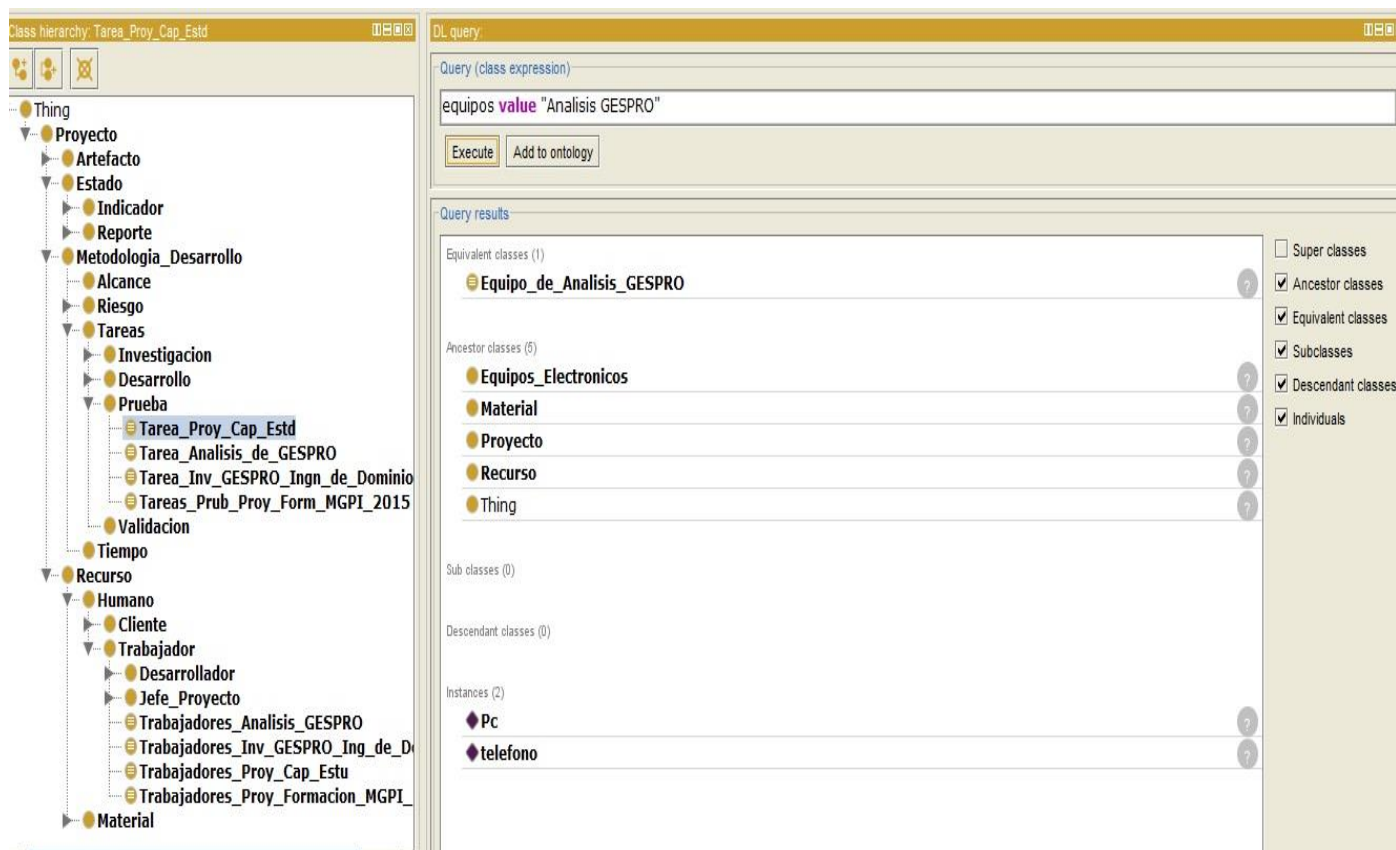 Class hierarchy: Tarea_Proy_Cap_Estd
Thing
Proyecto
Artefacto
Estado
Indicador
Reporte
Metodologia_Desarrollo
Alcance
Riesgo
Tareas
Investigacion
Desarrollo
Prueba
Tarea_Proy_Cap_Estd
Tarea_Analisis_de_GESPRO
Tarea_Inv_GESPRO_Ingn_de_Dominio
Tareas_Prub_Proy_Form_MGPI_2015
Validacion
Tiempo
Recurso
Humano
Cliente
Trabajador
Desarrollador
Jefe_Proyecto
Trabajadores_Analisis_GESPRO
Trabajadores_Inv_GESPRO_Ing_de_D
Trabajadores_Proy_Cap_Estu
Trabajadores_Proy_Formacion_MGPI_
Material
DL query:
Query (class expression)
equipos value "Analisis GESPRO"
Execute Add to ontology
Query results
Equivalent classes (1)
Equipo_de_Analisis_GESPRO ?
Ancestor classes (5)
Equipos_Electronicos ?
Material ?
Proyecto ?
Recurso ?
Thing ?
Sub classes (0)
Descendant classes (0)
Instances (2)
Pc ?
telefono ?
Super classes
Ancestor classes
Equivalent classes
Subclasses
Descendant classes
Individuals